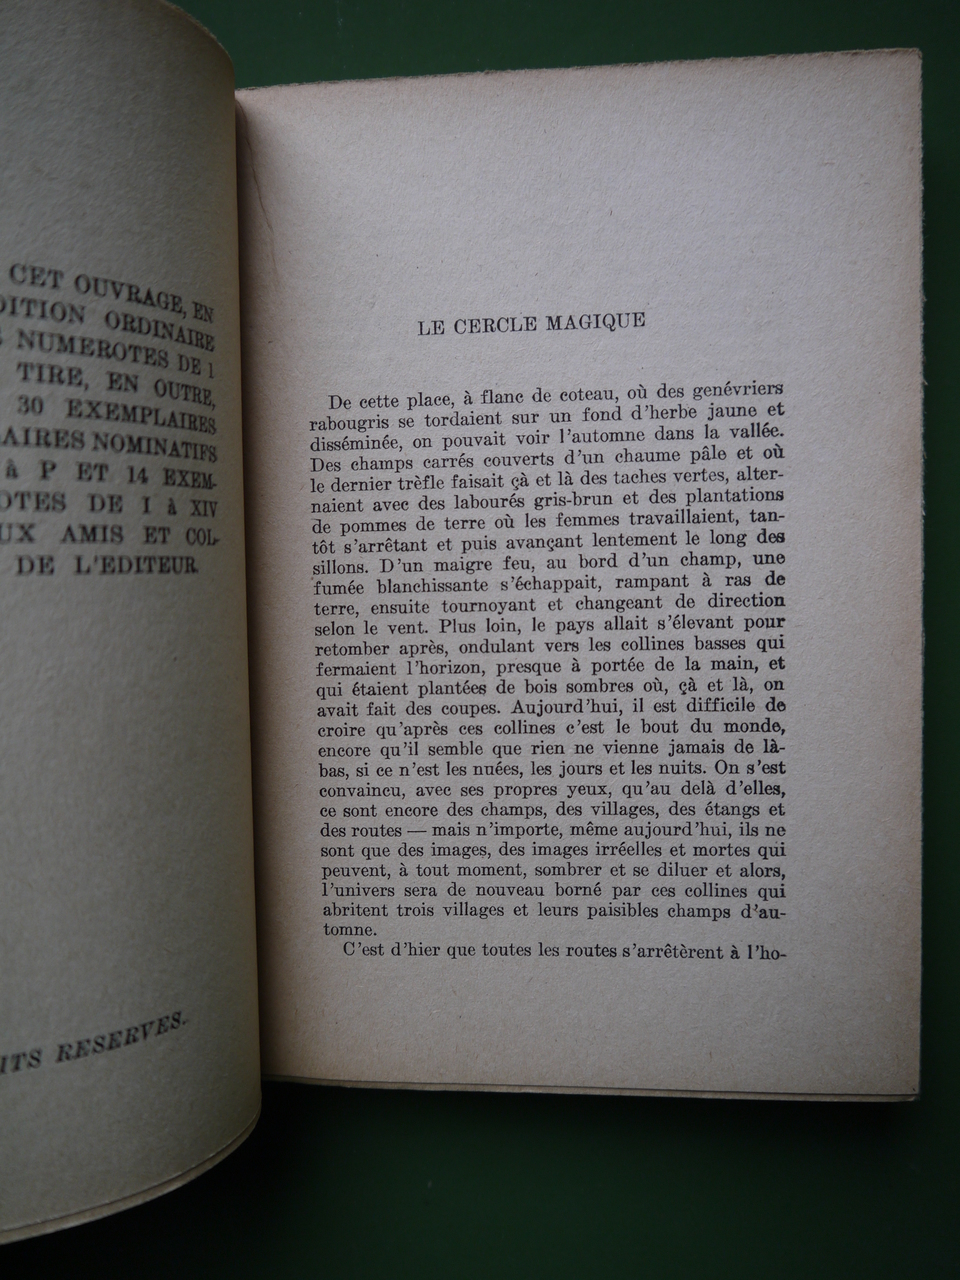 CET OUVRAGE, EN
DITION ORDINAIRE
NUMEROTES DE 1
TIRE, EN OUTRE,
30 EXEMPLAIRES
AIRES NOMINATIFS
à P ET 14 EXEM-
OTES DE I à XIV
UX AMIS ET COL-
DE L'EDITEUR
ITS RESERVES.
LE CERCLE MAGIQUE
De cette place, à flanc de coteau, où des genévriers
rabougris se tordaient sur un fond d'herbe jaune et
disséminée, on pouvait voir l'automne dans la vallée.
Des champs carrés couverts d'un chaume pâle et où
le dernier trèfle faisait çà et là des taches vertes, alter-
naient avec des labourés gris-brun et des plantations
de pommes de terre où les femmes travaillaient, tan-
tôt s'arrêtant et puis avançant lentement le long des
sillons. D'un maigre feu, au bord d'un champ, une
fumée blanchissante s'échappait, rampant à ras de
terre, ensuite tournoyant et changeant de direction
selon le vent. Plus loin, le pays allait s'élevant pour
retomber après, ondulant vers les collines basses qui
fermaient l'horizon, presque à portée de la main, et
qui étaient plantées de bois sombres où, çà et là, on
avait fait des coupes. Aujourd'hui, il est difficile de
croire qu'après ces collines c'est le bout du monde,
encore qu'il semble que rien ne vienne jamais de là-
bas, si ce n'est les nuées, les jours et les nuits. On s'est
convaincu, avec ses propres yeux, qu'au delà d'elles,
ce sont encore des champs, des villages, des étangs et
des routes — mais n'importe, même aujourd'hui, ils ne
sont que des images, des images irréelles et mortes qui
peuvent, à tout moment, sombrer et se diluer et alors,
l'univers sera de nouveau borné par ces collines qui
abritent trois villages et leurs paisibles champs d'au-
tomne.
C'est d'hier que toutes les routes s'arrêtèrent à l'ho-